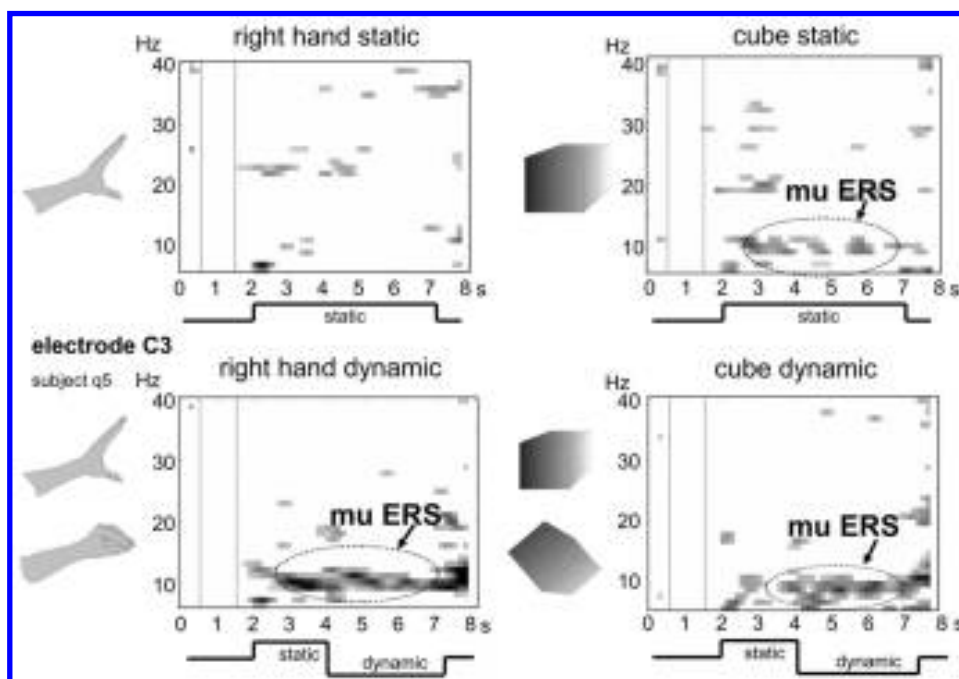 right hand static
Hz
40
30
20
10
0 1 2 3 4 5 6 7 8 s
static
cube static
Hz
40
30
20
10
mu ERS
0 1 2 3 4 5 6 7 8 s
static
electrode C3
subject q5
right hand dynamic
Hz
40
30
20
10
mu ERS
0 1 2 3 4 5 6 7 8 s
static
dynamic
cube dynamic
Hz
40
30
20
10
mu ERS
0 1 2 3 4 5 6 7 8 s
static
dynamic